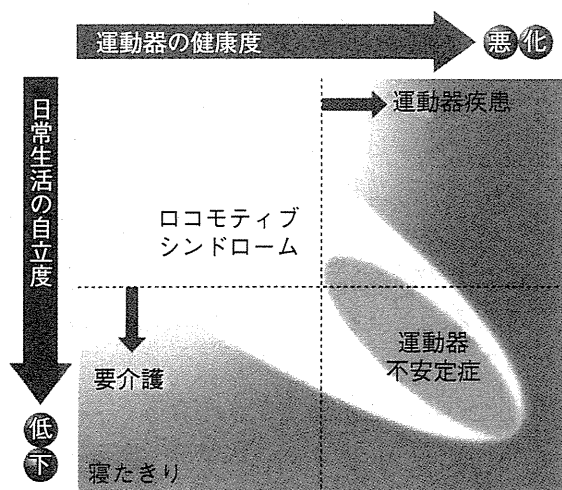 運動器の健康度
悪化
日常生活の自立度
運動器疾患
ロコモティブ
シンドローム
運動器
不安定症
要介護
低下
寝たきり